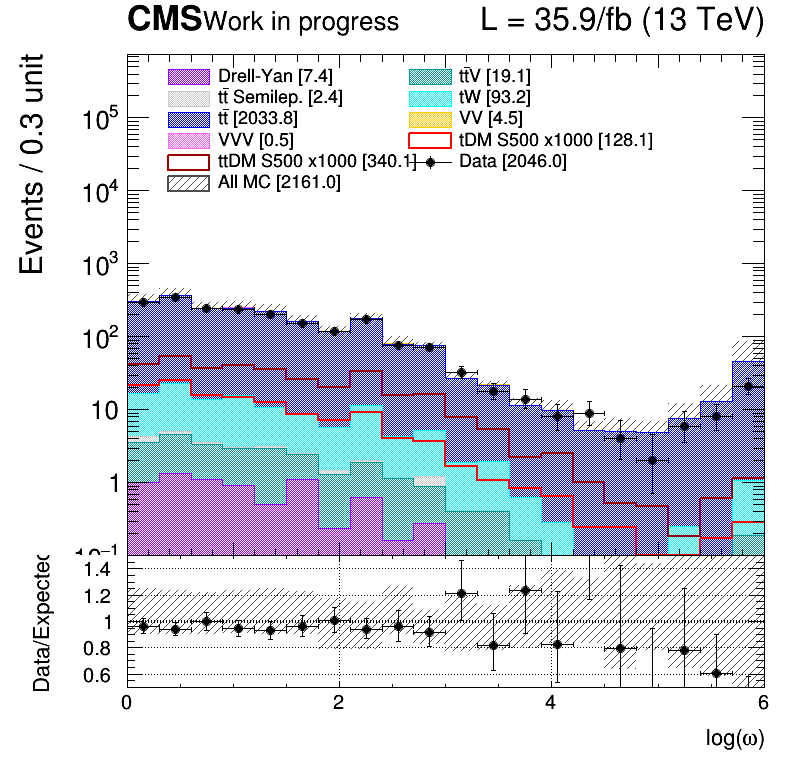 CMS Work in progress L = 35.9/fb (13 TeV)
Events / 0.3 unit
Drell-Yan [7.4] tt̄V [19.1]
tt̄ Semilep. [2.4] tW [93.2]
tt̄ [2033.8] VV [4.5]
VVV [0.5] tDM S500 x1000 [128.1]
ttDM S500 x1000 [340.1] Data [2046.0]
All MC [2161.0]
10⁵
10⁴
10³
10²
10
1
10⁻¹
Data/Expected
1.4
1.2
1
0.8
0.6
0 2 4 6
log(ω)